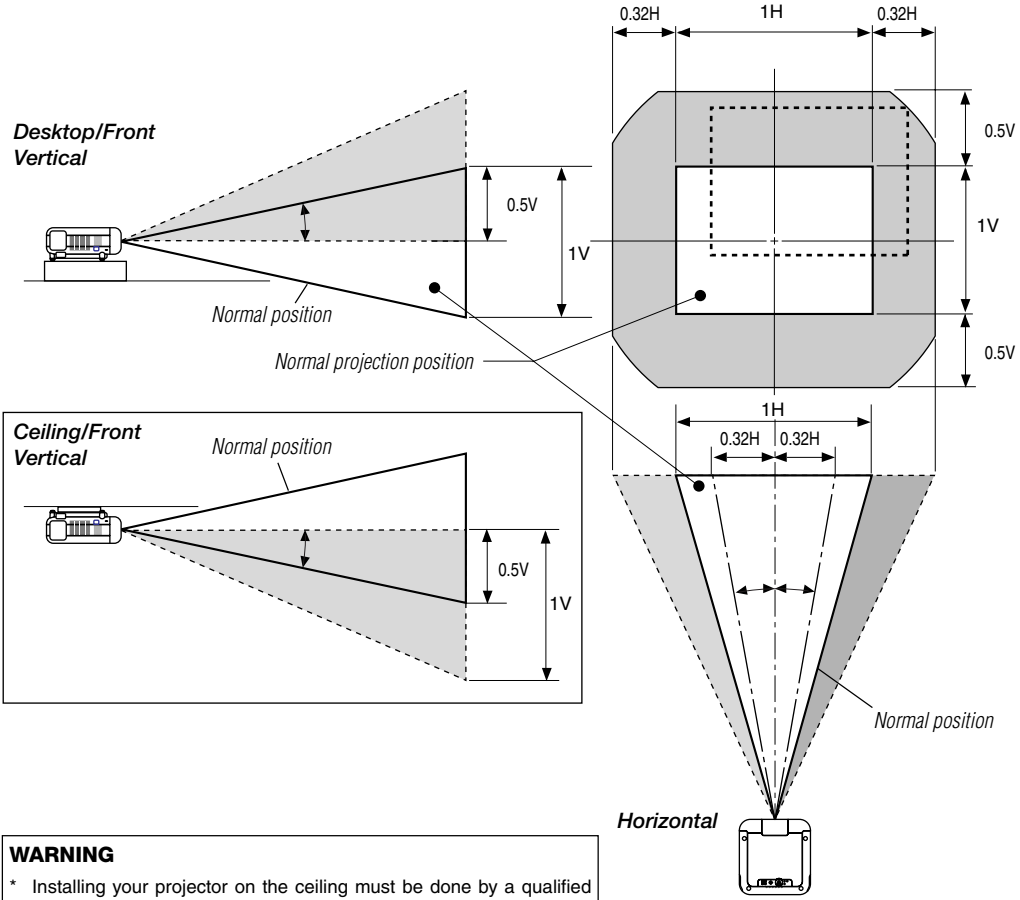 0.32H 1H 0.32H
Desktop/Front
Vertical
0.5V
0.5V
1V
1V
Normal position
0.5V
Normal projection position
1H
0.32H 0.32H
Ceiling/Front
Vertical
Normal position
0.5V
1V
Normal position
Horizontal
WARNING
* Installing your projector on the ceiling must be done by a qualified